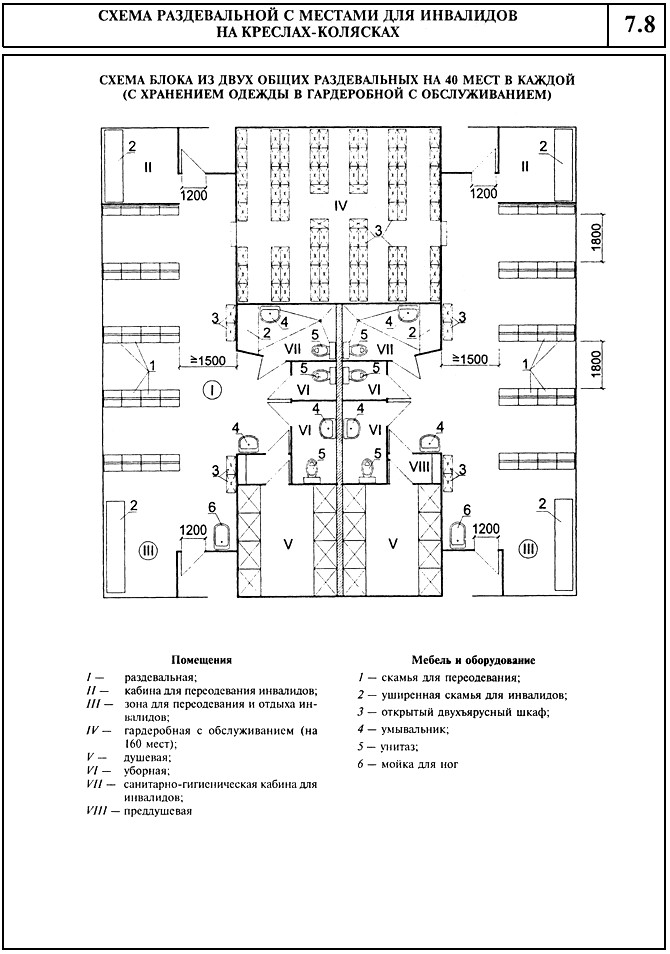 СХЕМА РАЗДЕВАЛЬНОЙ С МЕСТАМИ ДЛЯ ИНВАЛИДОВ
НА КРЕСЛАХ-КОЛЯСКАХ
7.8
СХЕМА БЛОКА ИЗ ДВУХ ОБЩИХ РАЗДЕВАЛЬНЫХ НА 40 МЕСТ В КАЖДОЙ
(С ХРАНЕНИЕМ ОДЕЖДЫ В ГАРДЕРОБНОЙ С ОБСЛУЖИВАНИЕМ)
2 II 1200 IV 3 1200 II 2
1800
3 2 4 5 VII 5 VII 4 2 3
≥1500 ≥1500
1 5 VI 5 VI 1 1800
I
4 4 VI 4 VI 4
3 5 5 VIII 3
2 6 6 2
1200 1200
III V V III
Помещения
I — раздевальная;
II — кабина для переодевания инвалидов;
III — зона для переодевания и отдыха ин-
валидов;
IV — гардеробная с обслуживанием (на
160 мест);
V — душевая;
VI — уборная;
VII — санитарно-гигиеническая кабина для
инвалидов;
VIII — преддушевая
Мебель и оборудование
1 — скамья для переодевания;
2 — уширенная скамья для инвалидов;
3 — открытый двухъярусный шкаф;
4 — умывальник;
5 — унитаз;
6 — мойка для ног